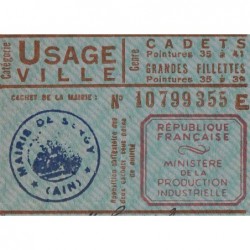 Catégorie
USAGE
VILLE
Genre
CADETS
Pointures 35 à 41
GRANDES FILLETTES
Pointures 35 à 39
CACHET DE LA MAIRIE :
No 10799355 E
MAIRIE DE
(AIN)
RÉPUBLIQUE
FRANÇAISE
MINISTÈRE
DE LA
PRODUCTION
INDUSTRIELLE